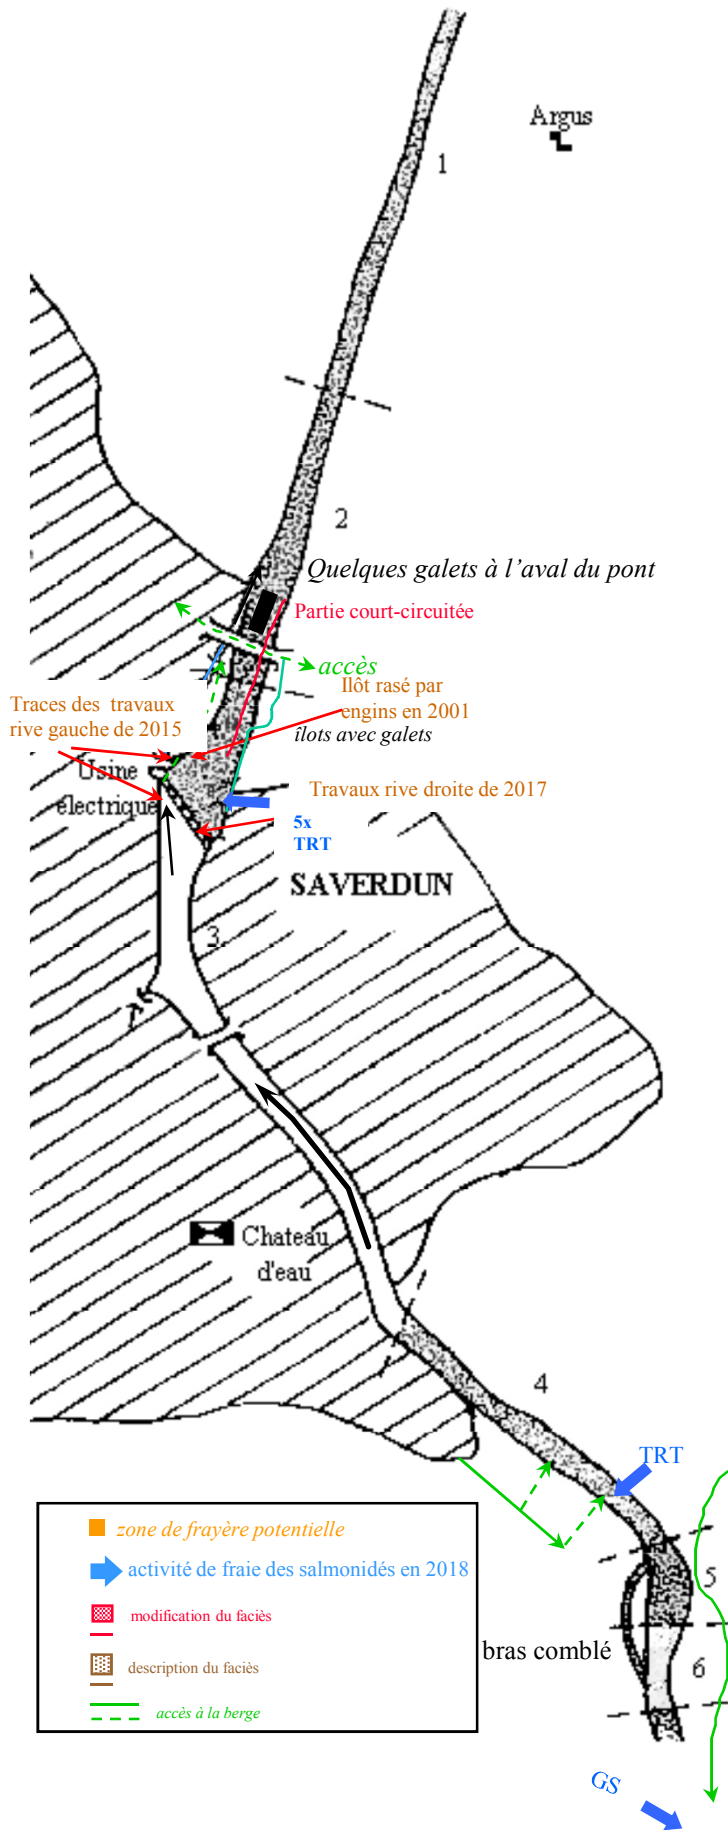 Argus
1
2
Quelques galets à l'aval du pont
Partie court-circuitée
accès
Traces des travaux
rive gauche de 2015
Ilôt rasé par
engins en 2001
îlots avec galets
Usine
électrique
Travaux rive droite de 2017
5x
TRT
SAVERDUN
3
Chateau
d'eau
4
TRT
5
bras comblé
6
GS
zone de frayère potentielle
activité de fraie des salmonidés en 2018
modification du faciès
description du faciès
accès à la berge